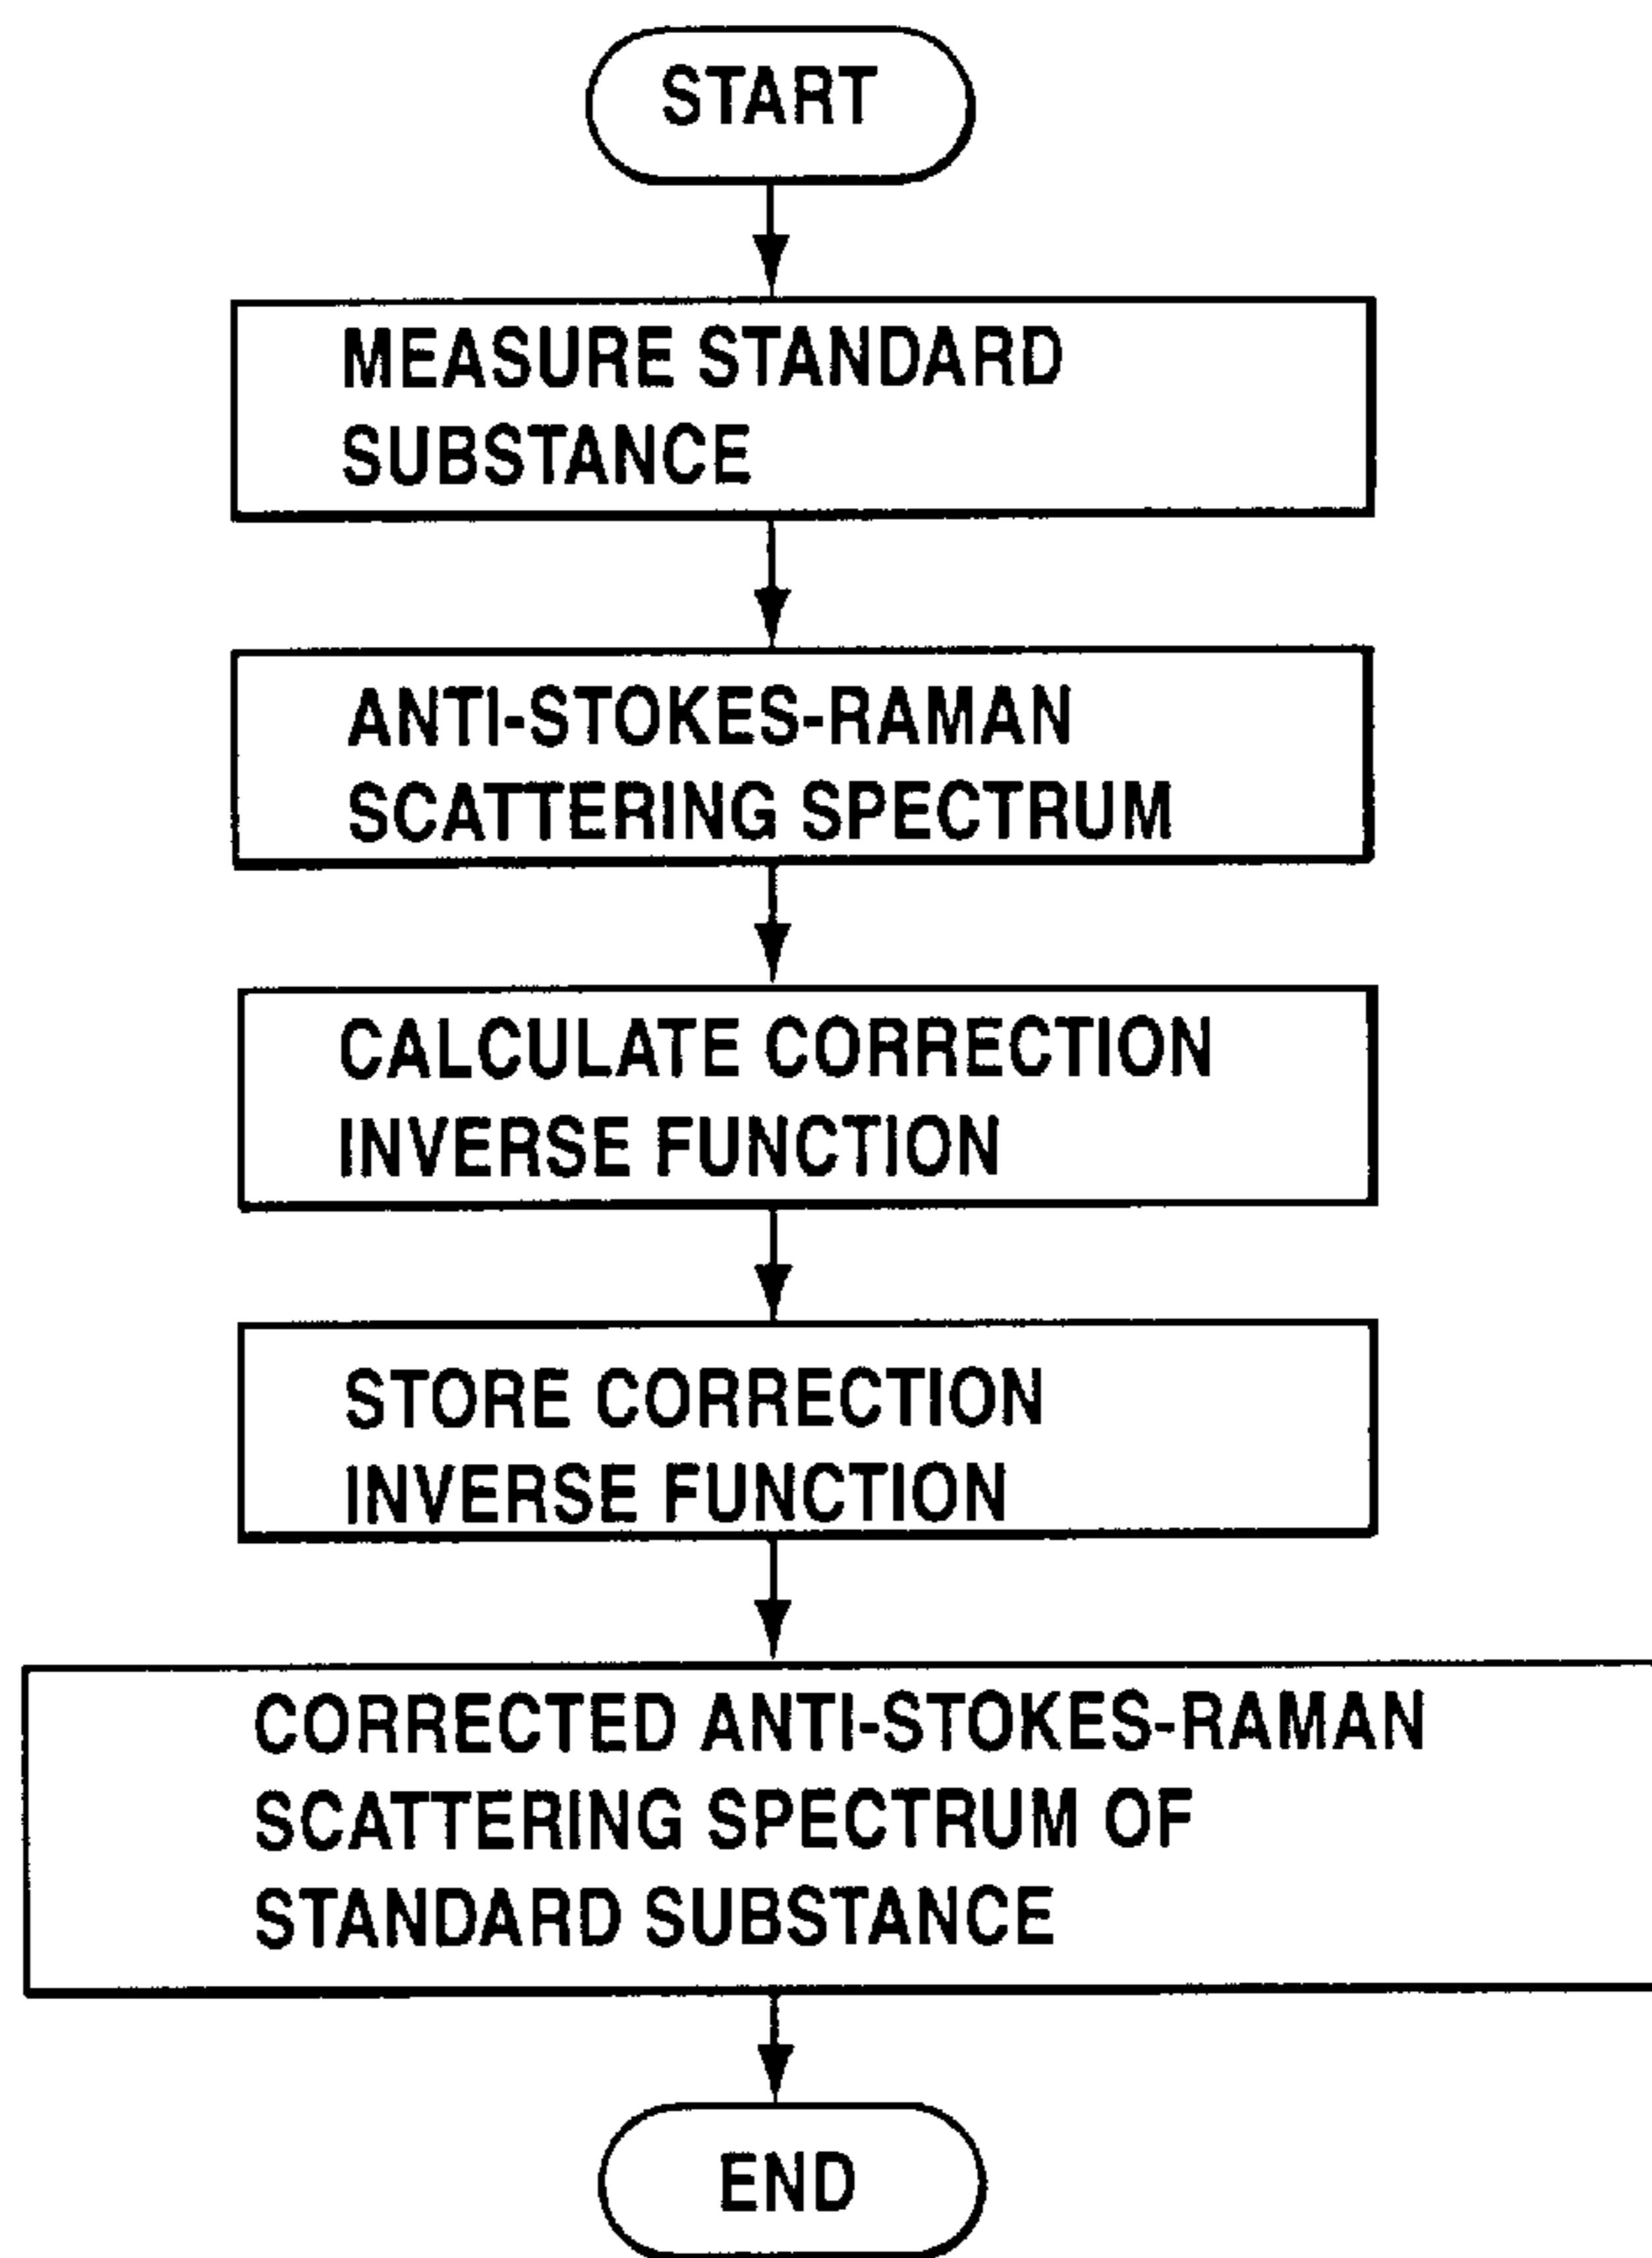 START
MEASURE STANDARD
SUBSTANCE
ANTI-STOKES-RAMAN
SCATTERING SPECTRUM
CALCULATE CORRECTION
INVERSE FUNCTION
STORE CORRECTION
INVERSE FUNCTION
CORRECTED ANTI-STOKES-RAMAN
SCATTERING SPECTRUM OF
STANDARD SUBSTANCE
END